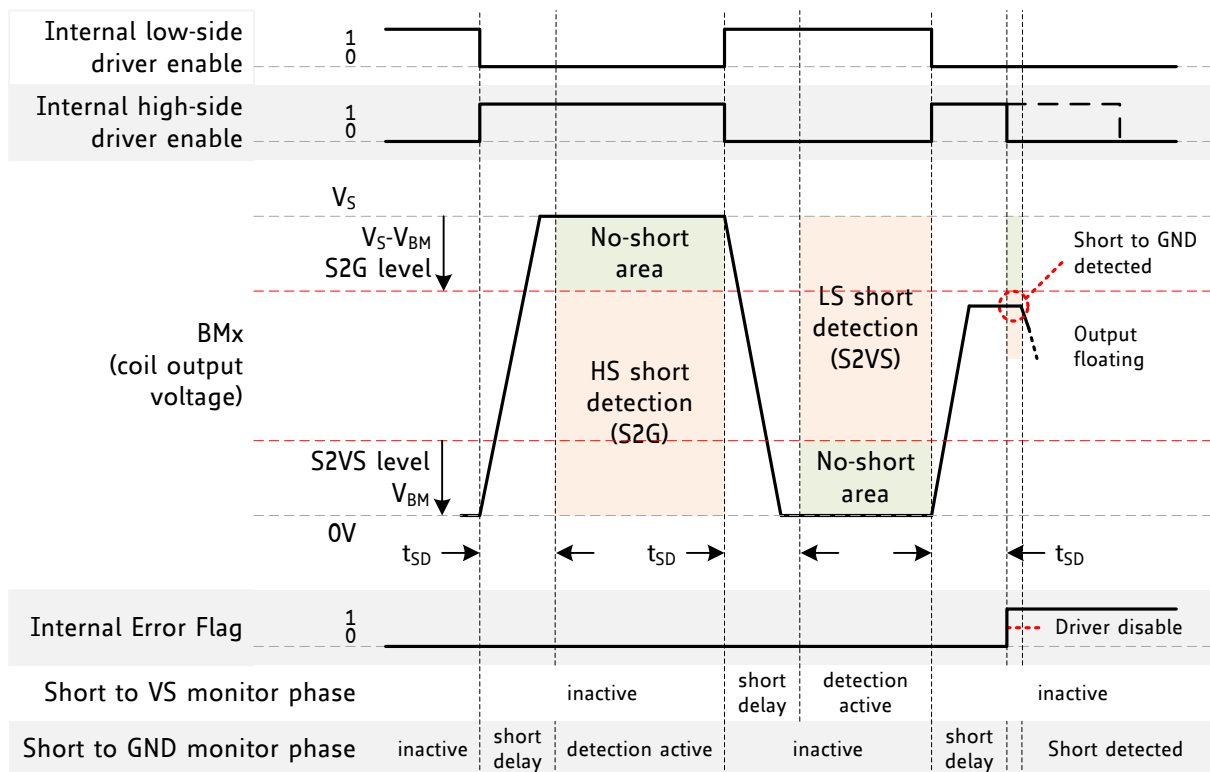 Internal low-side
driver enable
1
0
Internal high-side
driver enable
1
0
VS
VS-VBM
S2G level
BMx
(coil output
voltage)
S2VS level
VBM
0V
No-short
area
HS short
detection
(S2G)
LS short
detection
(S2VS)
No-short
area
Short to GND
detected
Output
floating
tSD
tSD
tSD
Internal Error Flag
1
0
Driver disable
Short to VS monitor phase
inactive
short
delay
detection
active
inactive
Short to GND monitor phase
inactive
short
delay
detection active
inactive
short
delay
Short detected